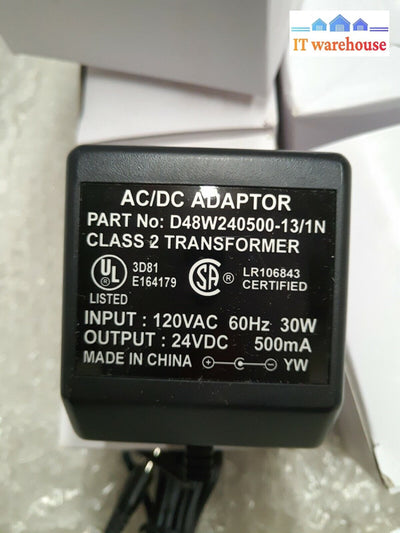 IT warehouse
AC/DC ADAPTOR
PART No: D48W240500-13/1N
CLASS 2 TRANSFORMER
UL ® 3D81
E164179
LISTED
SA ® LR106843
CERTIFIED
INPUT : 120VAC 60Hz 30W
OUTPUT : 24VDC 500mA
MADE IN CHINA + - YW